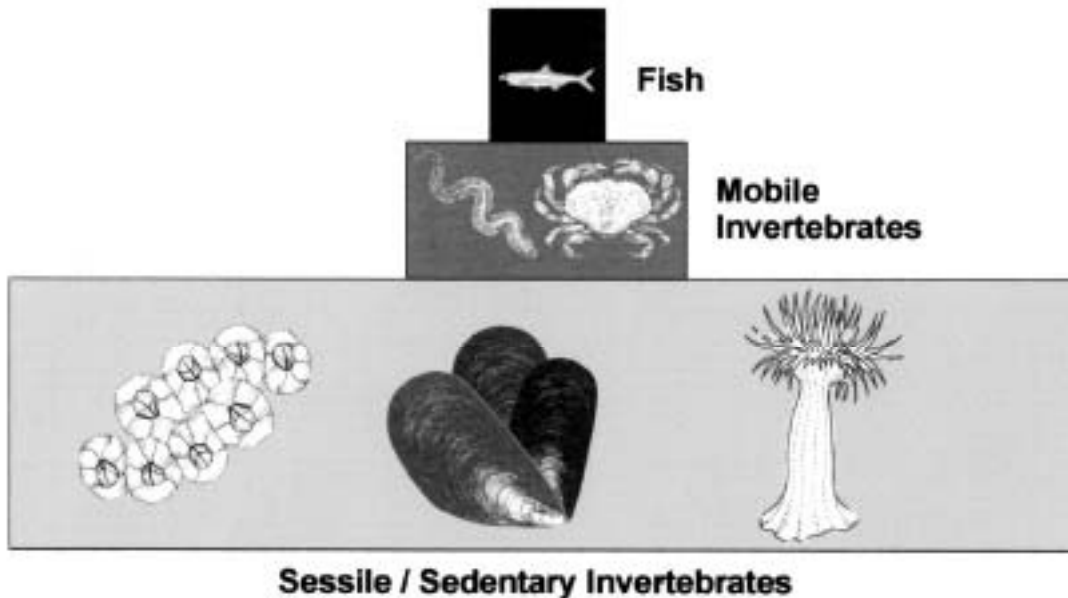 Fish
Mobile
Invertebrates
Sessile / Sedentary Invertebrates